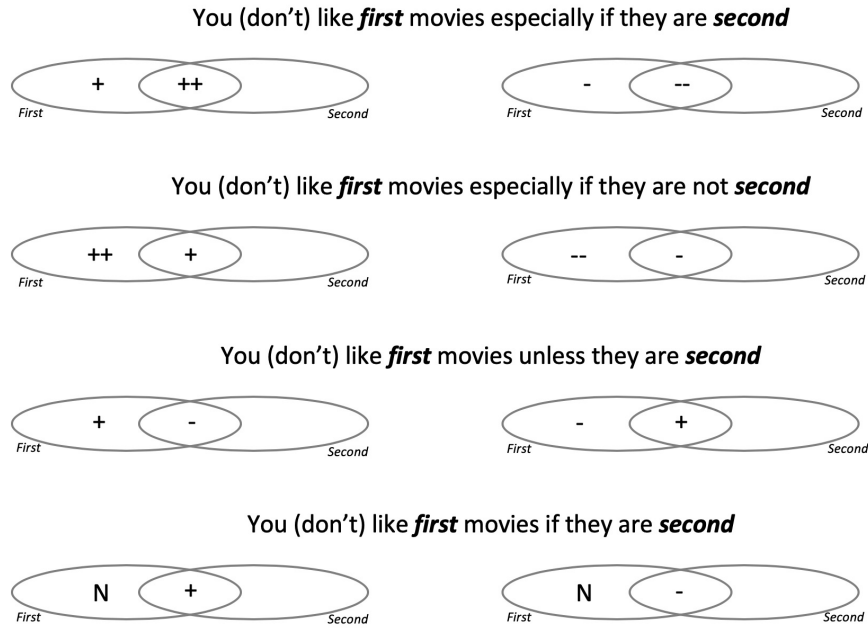 You (don't) like first movies especially if they are second
+ ++ - --
First Second First Second
You (don't) like first movies especially if they are not second
++ + -- -
First Second First Second
You (don't) like first movies unless they are second
+ - - +
First Second First Second
You (don't) like first movies if they are second
N + N -
First Second First Second